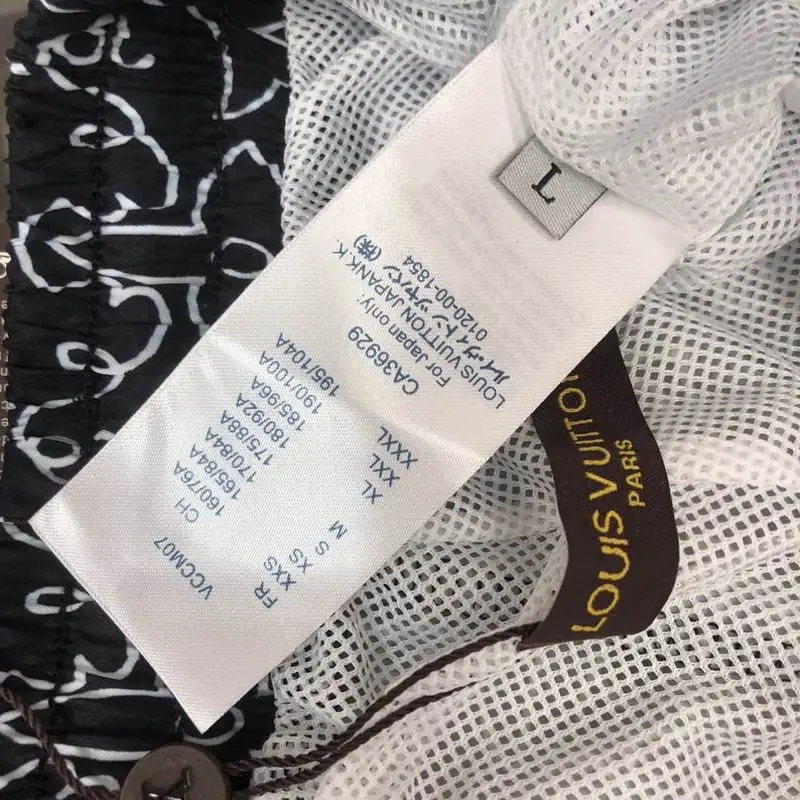 L
VCCM07
FR CH
XXS 160/76A
XS 165/84A
S 170/84A
M 175/88A
180/92A
XL 185/96A
XXL 190/100A
XXXL 195/104A
CA36929
For Japan only:
LOUIS VUITTON JAPAN K.K.
ルイ・ヴィトン ジャパン (株)
0120-00-1854
LOUIS VUITTON
PARIS